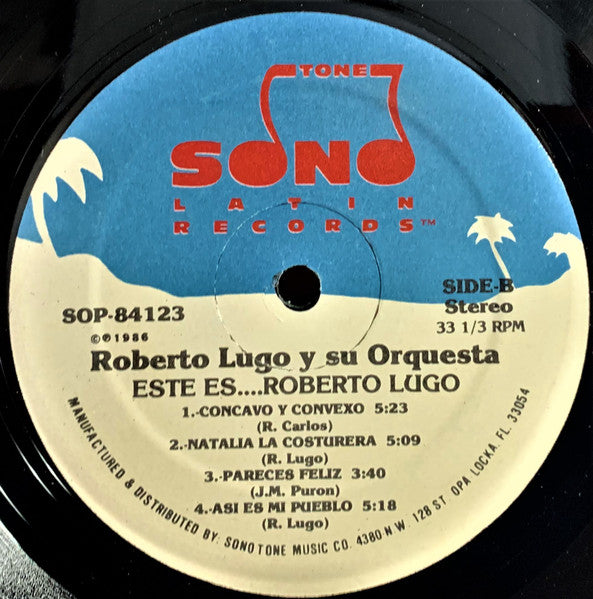 TONE
SONO
LATIN
RECORDS™
SOP-84123
℗©1986
SIDE-B
Stereo
33 1/3 RPM
Roberto Lugo y su Orquesta
ESTE ES....ROBERTO LUGO
1.-CONCAVO Y CONVEXO 5:23
(R. Carlos)
2.-NATALIA LA COSTURERA 5:09
(R. Lugo)
3.-PARECES FELIZ 3:40
(J.M. Puron)
4.-ASI ES MI PUEBLO 5:18
(R. Lugo)
MANUFACTURED & DISTRIBUTED BY: SONOTONE MUSIC CO. 4380 N.W. 128 ST. OPA LOCKA, FL. 33054